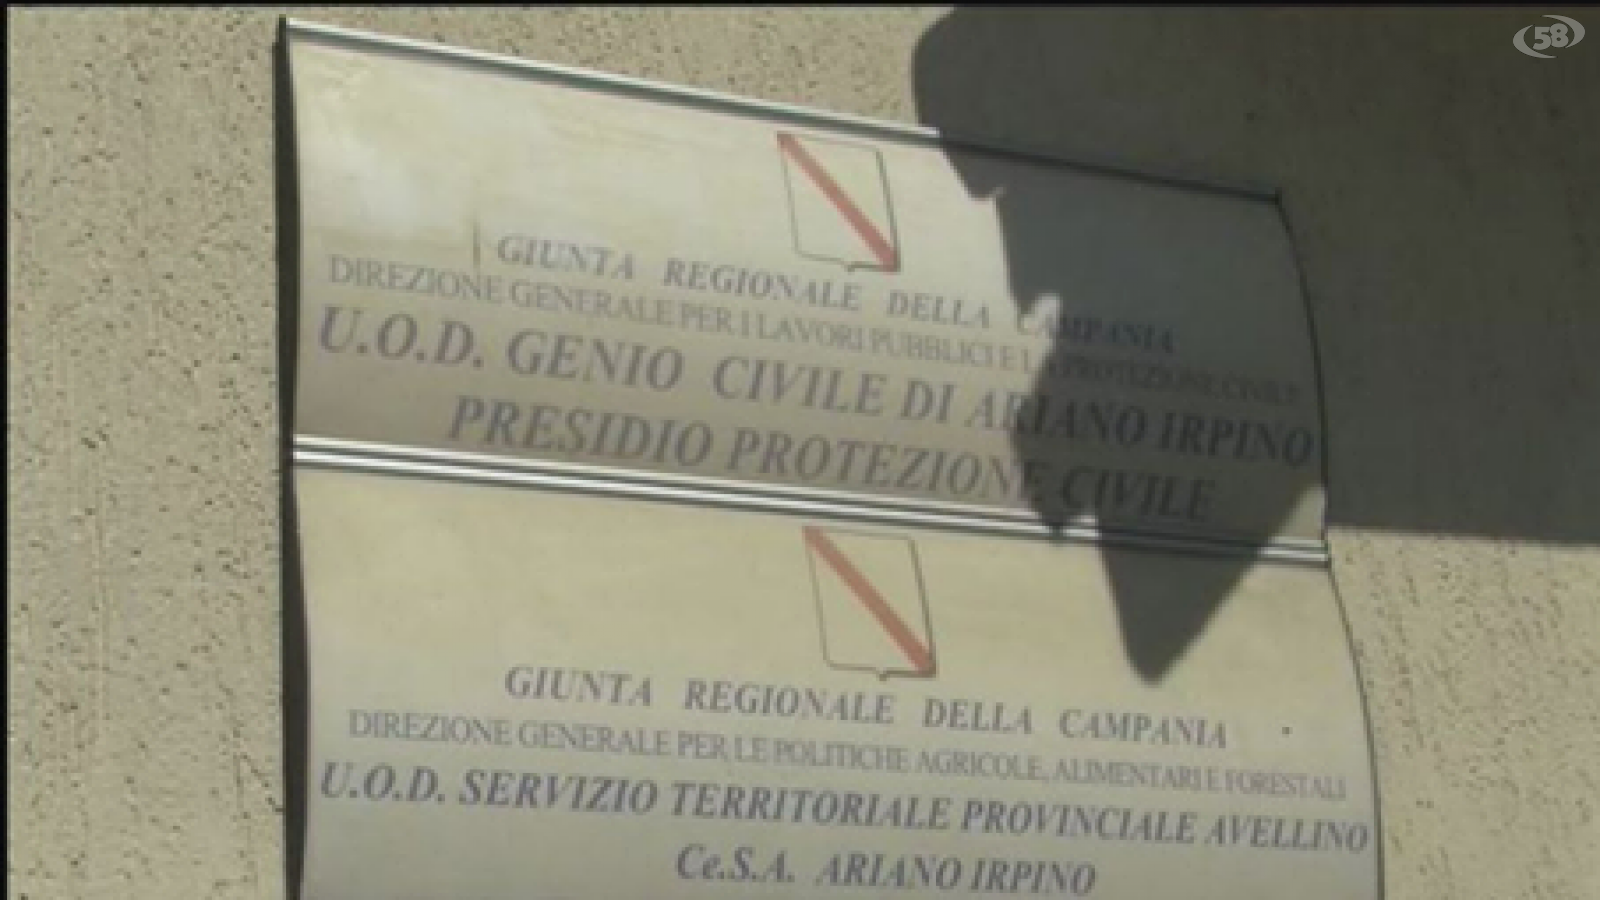 58
GIUNTA REGIONALE DELLA CAMPANIA
DIREZIONE GENERALE PER I LAVORI PUBBLICI E LA PROTEZIONE CIVILE
U.O.D. GENIO CIVILE DI ARIANO IRPINO
PRESIDIO PROTEZIONE CIVILE
GIUNTA REGIONALE DELLA CAMPANIA
DIREZIONE GENERALE PER LE POLITICHE AGRICOLE, ALIMENTARI E FORESTALI
U.O.D. SERVIZIO TERRITORIALE PROVINCIALE AVELLINO
Ce.S.A. ARIANO IRPINO